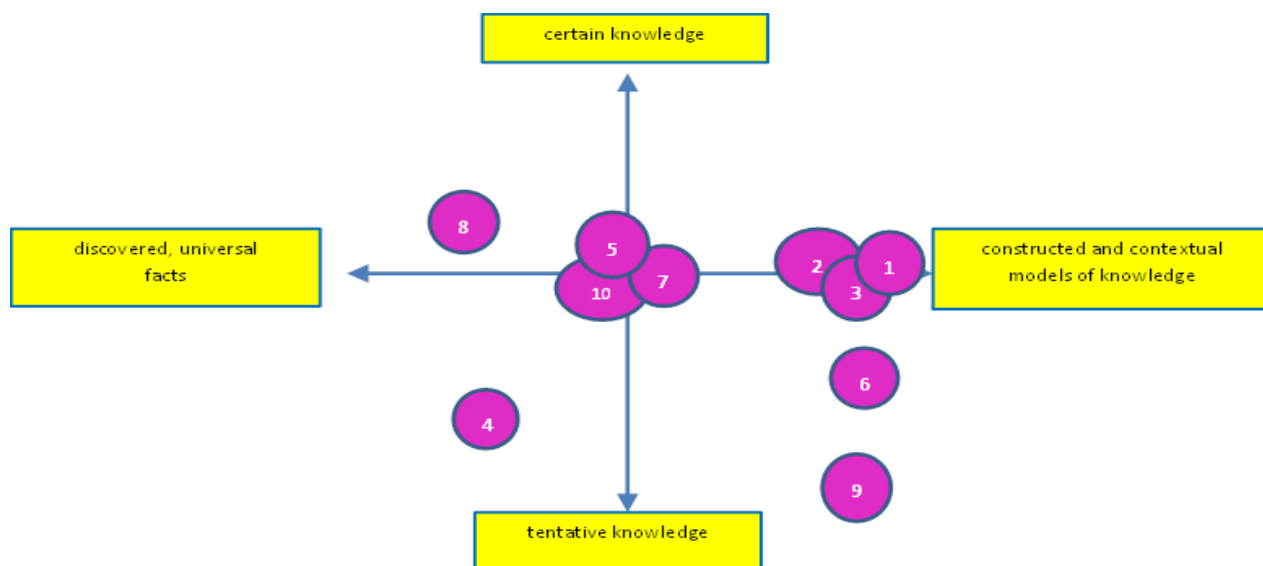 certain knowledge
8
5
discovered, universal
facts
2
1
constructed and contextual
models of knowledge
10
7
3
6
4
9
tentative knowledge